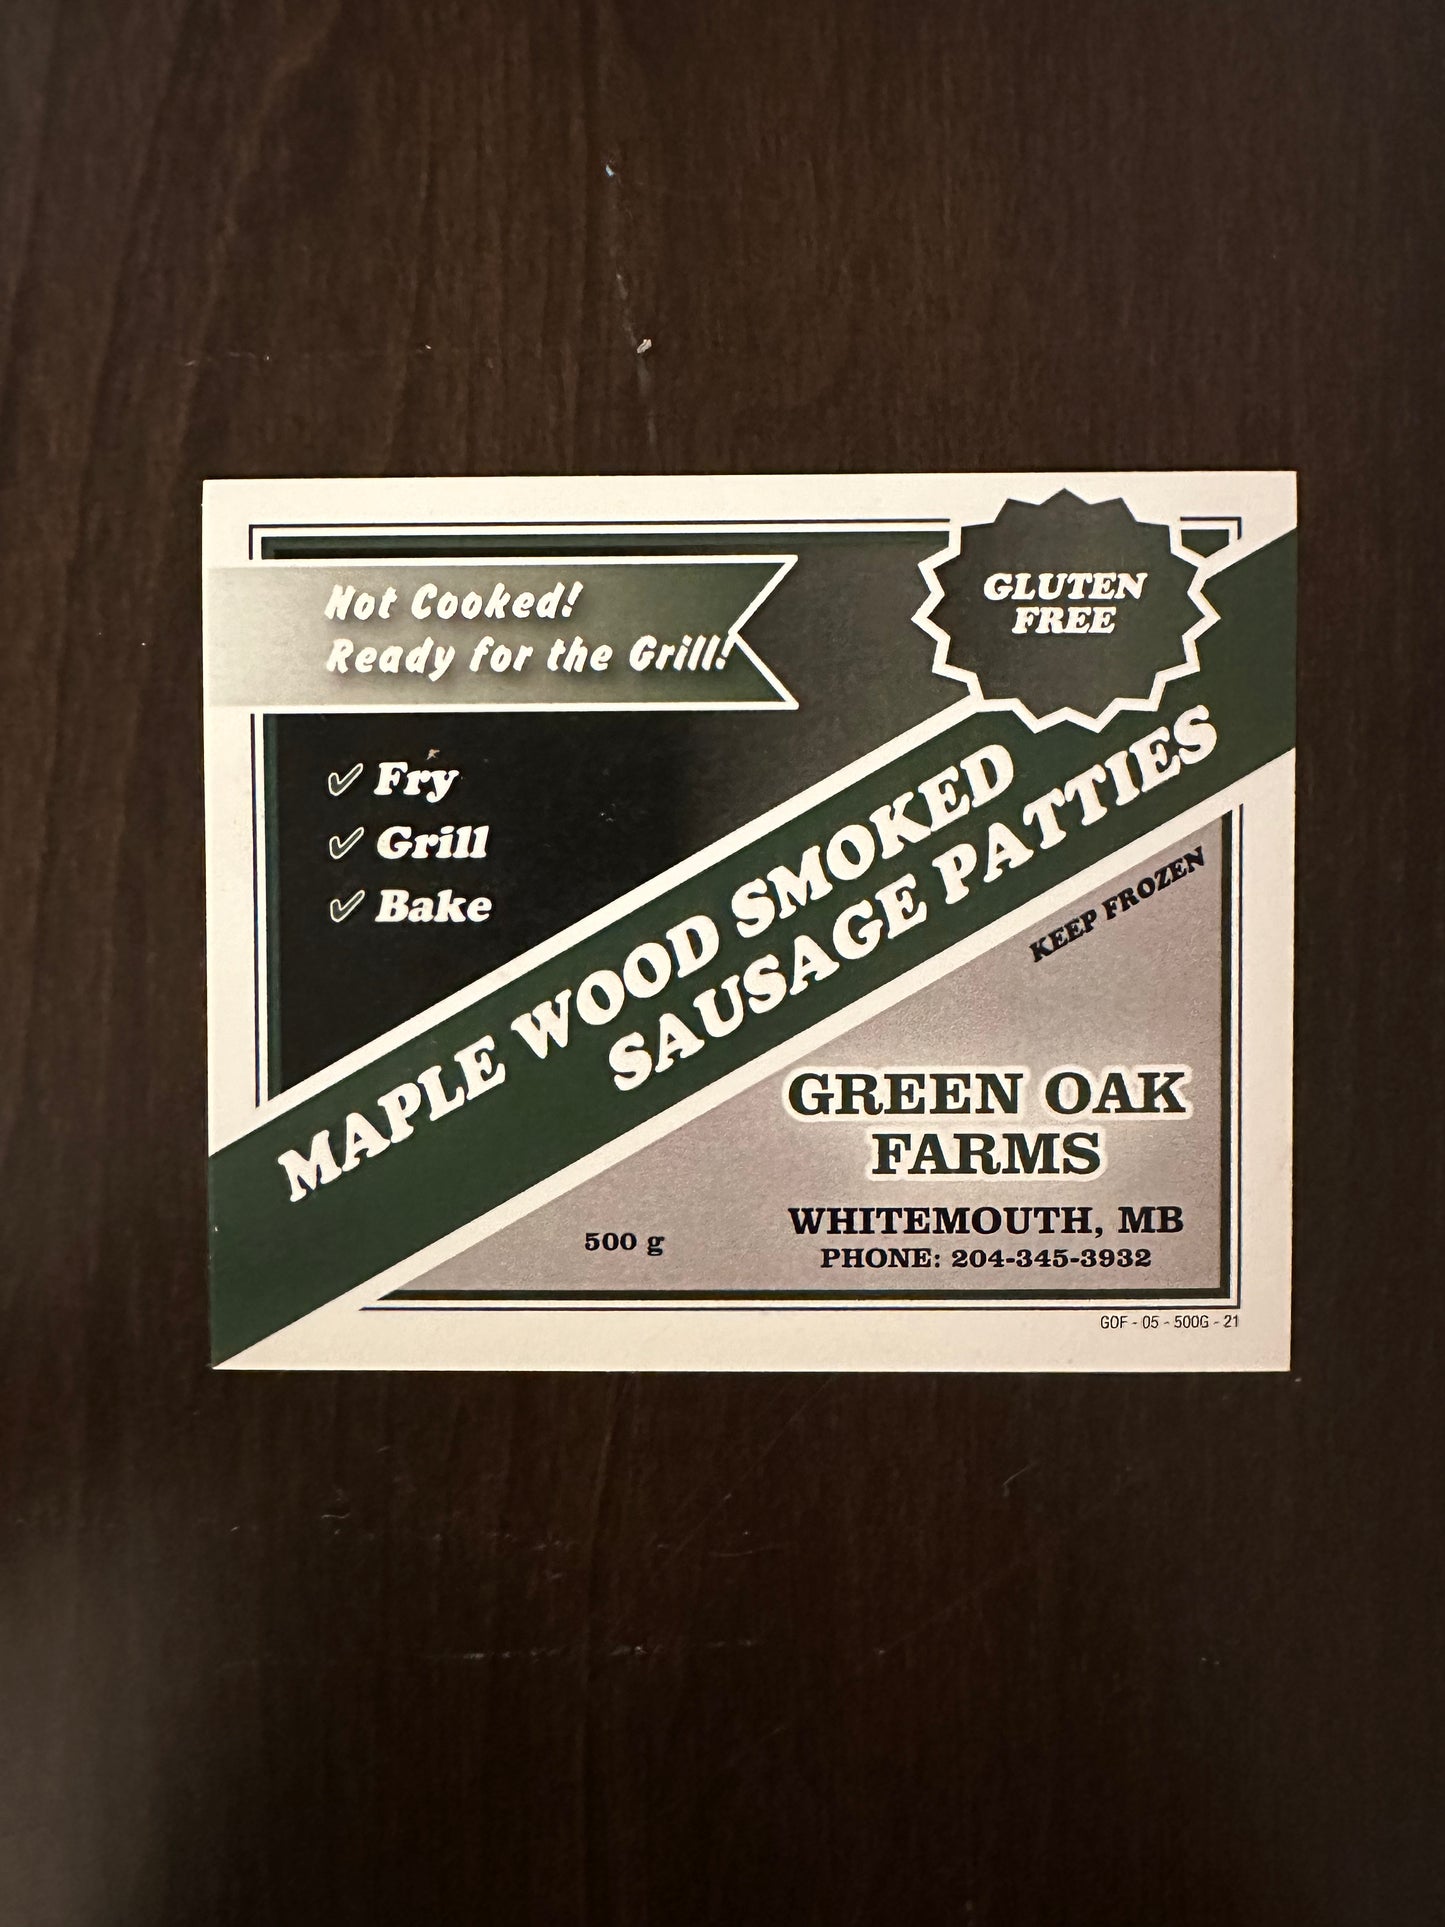 Not Cooked!
Ready for the Grill!
GLUTEN
FREE
Fry
Grill
Bake
MAPLE WOOD SMOKED
SAUSAGE PATTIES
KEEP FROZEN
GREEN OAK
FARMS
WHITEMOUTH, MB
PHONE: 204-345-3932
500 g
GOF - 05 - 500G - 21